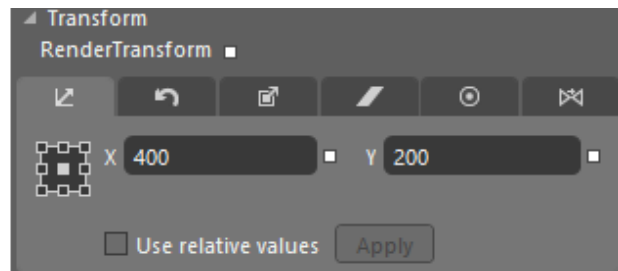 Transform
RenderTransform
X 400 Y 200
Use relative values Apply